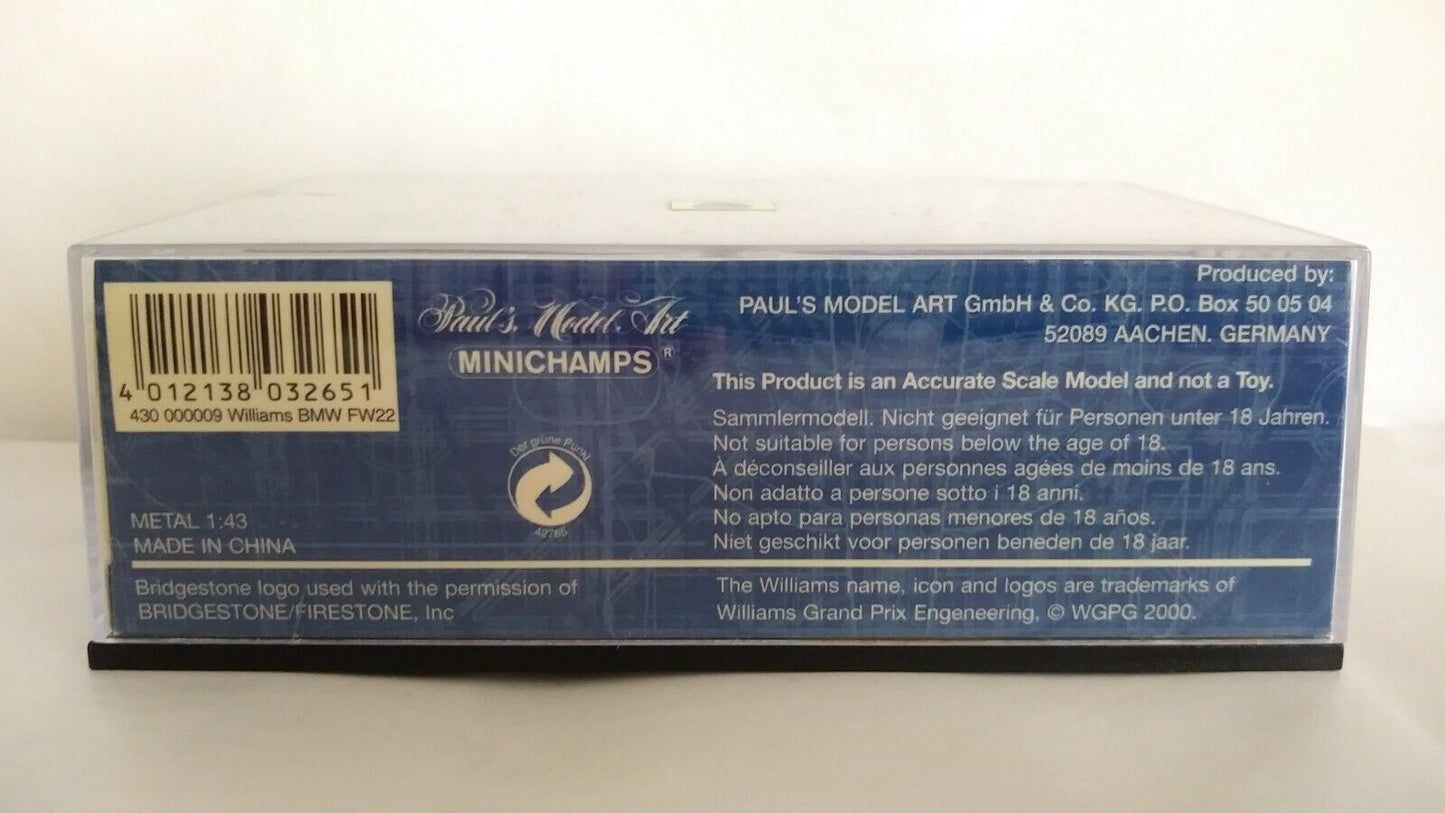 4 012138 032651
430 000009 Williams BMW FW22
Paul's Model Art
MINICHAMPS®
Der grüne Punkt
42765
METAL 1:43
MADE IN CHINA
Bridgestone logo used with the permission of
BRIDGESTONE/FIRESTONE, Inc
Produced by:
PAUL'S MODEL ART GmbH & Co. KG. P.O. Box 50 05 04
52089 AACHEN. GERMANY
This Product is an Accurate Scale Model and not a Toy.
Sammlermodell. Nicht geeignet für Personen unter 18 Jahren.
Not suitable for persons below the age of 18.
À déconseiller aux personnes agées de moins de 18 ans.
Non adatto a persone sotto i 18 anni.
No apto para personas menores de 18 años.
Niet geschikt voor personen beneden de 18 jaar.
The Williams name, icon and logos are trademarks of
Williams Grand Prix Engeneering, © WGPG 2000.